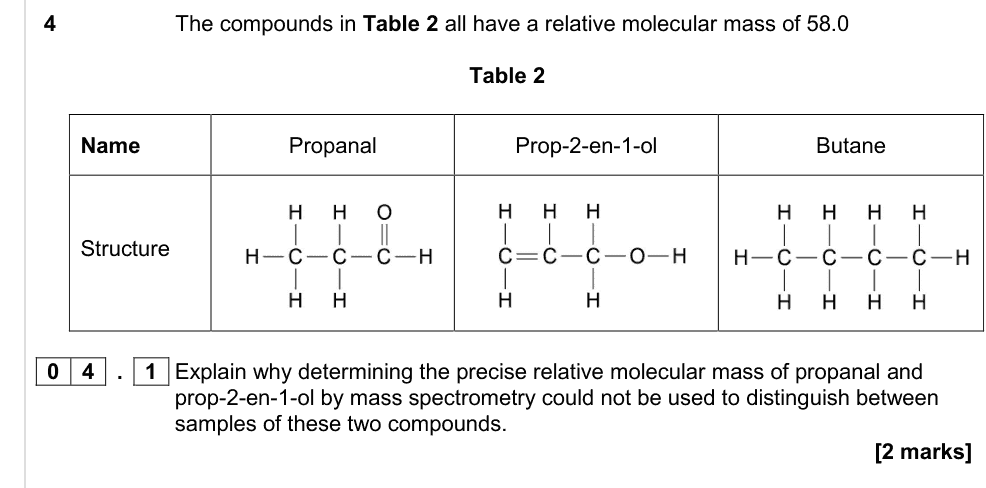 4 The compounds in Table 2 all have a relative molecular mass of 58.0
Table 2
Name Propanal Prop-2-en-1-ol Butane
Structure
H H O
H—C—C—C—H
H H
H H H
C=C—C—O—H
H H
H H H H
H—C—C—C—C—H
H H H H
0 4 . 1 Explain why determining the precise relative molecular mass of propanal and
prop-2-en-1-ol by mass spectrometry could not be used to distinguish between
samples of these two compounds.
[2 marks]